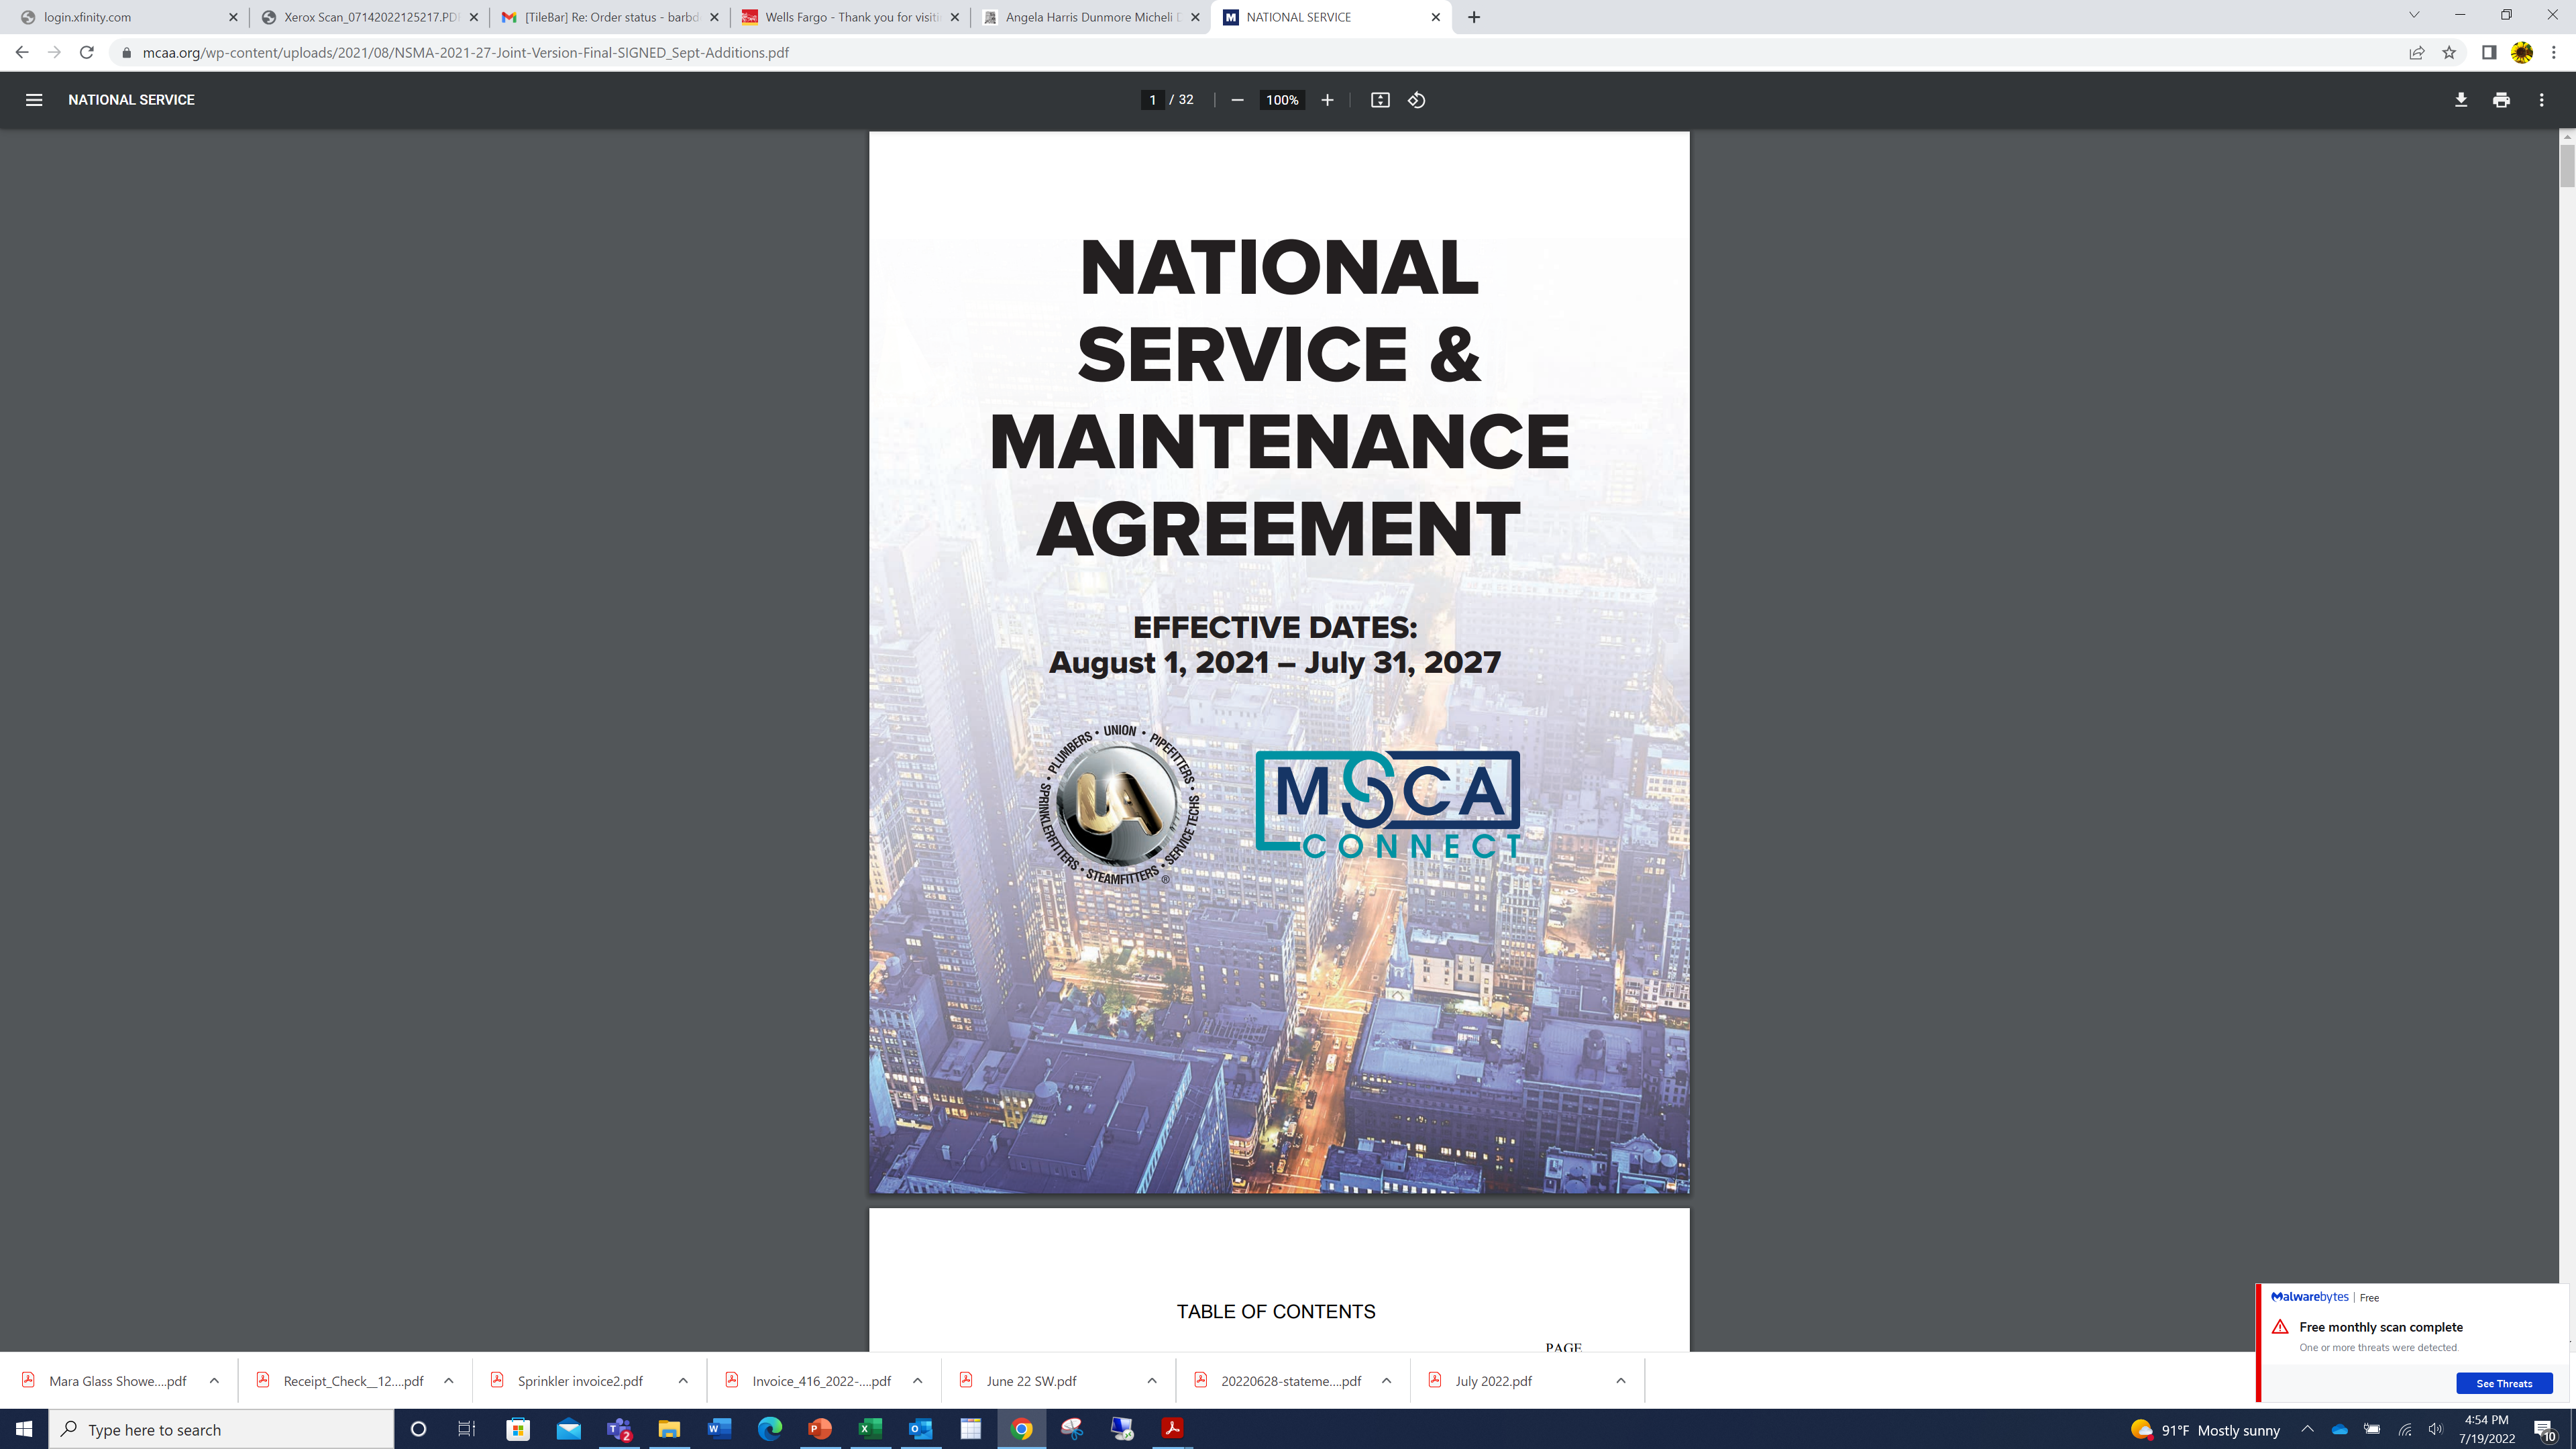 login.xfinity.com
Xerox Scan_07142022125217.PD
[TileBar] Re: Order status - barbd
Wells Fargo - Thank you for visiti
Angela Harris Dunmore Micheli D
M NATIONAL SERVICE
mcaa.org/wp-content/uploads/2021/08/NSMA-2021-27-Joint-Version-Final-SIGNED_Sept-Additions.pdf
NATIONAL SERVICE
1 / 32
100%
NATIONAL
SERVICE &
MAINTENANCE
AGREEMENT
EFFECTIVE DATES:
August 1, 2021 – July 31, 2027
UNION • PIPEFITTERS • SERVICE TECHS • STEAMFITTERS • SPRINKLERFITTERS • PLUMBERS •
UA
®
MSCA
CONNECT
TABLE OF CONTENTS
PAGE
Malwarebytes | Free
Free monthly scan complete
One or more threats were detected.
See Threats
Mara Glass Showe....pdf
Receipt_Check__12....pdf
Sprinkler invoice2.pdf
Invoice_416_2022-....pdf
June 22 SW.pdf
20220628-stateme....pdf
July 2022.pdf
Type here to search
2
91°F Mostly sunny
4:54 PM
7/19/2022
10